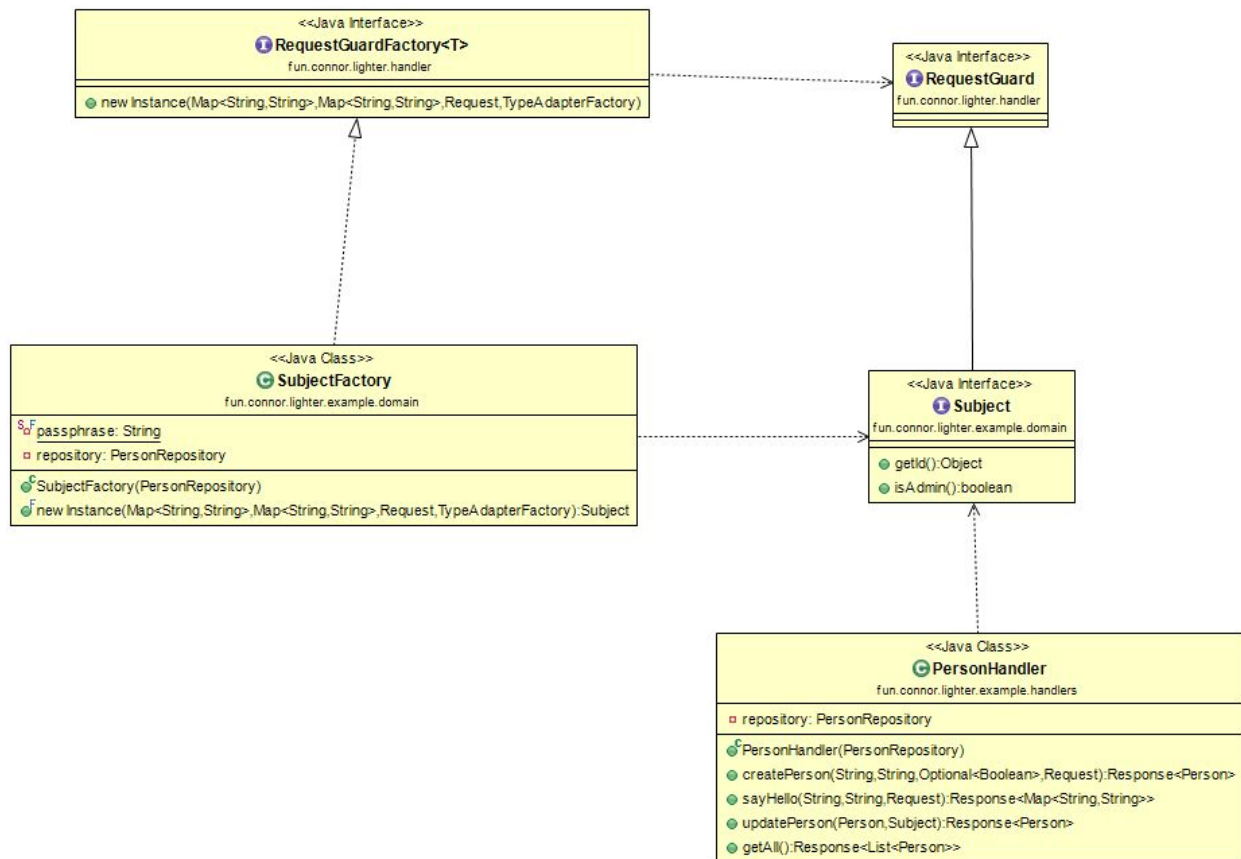 <<Java Interface>>
RequestGuardFactory<T>
fun.connor.lighter.handler
new Instance(Map<String,String>,Map<String,String>,Request,TypeAdapterFactory)
<<Java Interface>>
RequestGuard
fun.connor.lighter.handler
<<Java Class>>
SubjectFactory
fun.connor.lighter.example.domain
passphrase: String
repository: PersonRepository
SubjectFactory(PersonRepository)
new Instance(Map<String,String>,Map<String,String>,Request,TypeAdapterFactory):Subject
<<Java Interface>>
Subject
fun.connor.lighter.example.domain
getId():Object
isAdmin():boolean
<<Java Class>>
PersonHandler
fun.connor.lighter.example.handlers
repository: PersonRepository
PersonHandler(PersonRepository)
createPerson(String,String,Optional<Boolean>,Request):Response<Person>
sayHello(String,String,Request):Response<Map<String,String>>
updatePerson(Person,Subject):Response<Person>
getAll():Response<List<Person>>